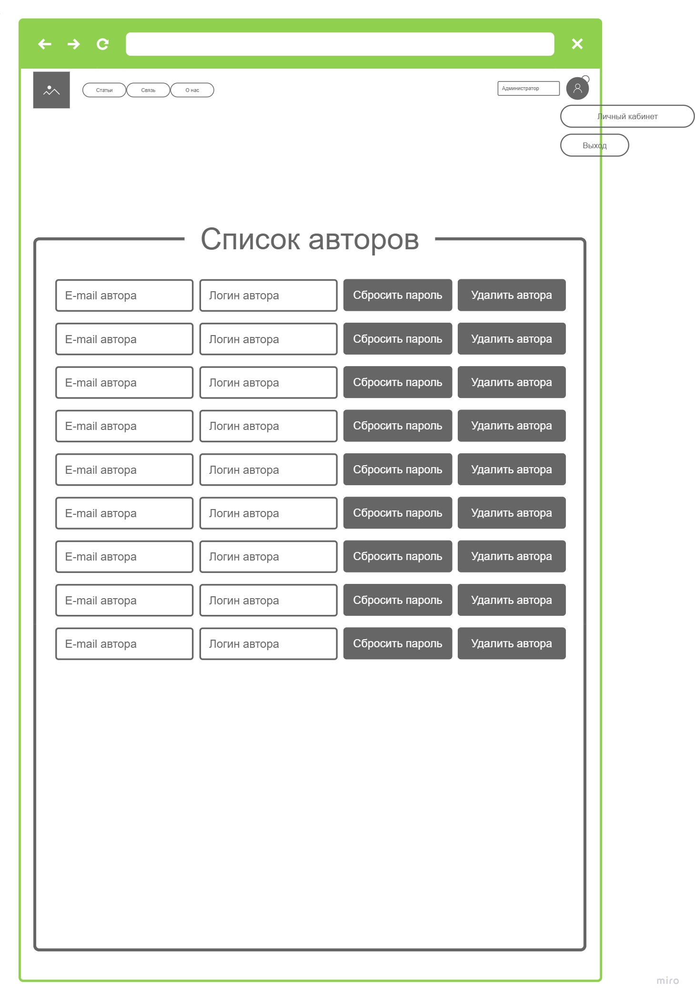 Статьи Связь О нас Администратор
Личный кабинет
Выход
Список авторов
E-mail автора Логин автора Сбросить пароль Удалить автора
E-mail автора Логин автора Сбросить пароль Удалить автора
E-mail автора Логин автора Сбросить пароль Удалить автора
E-mail автора Логин автора Сбросить пароль Удалить автора
E-mail автора Логин автора Сбросить пароль Удалить автора
E-mail автора Логин автора Сбросить пароль Удалить автора
E-mail автора Логин автора Сбросить пароль Удалить автора
E-mail автора Логин автора Сбросить пароль Удалить автора
E-mail автора Логин автора Сбросить пароль Удалить автора
miro